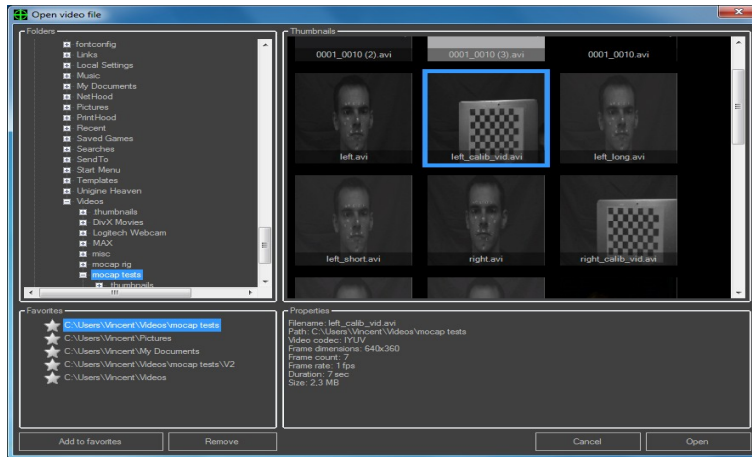 Open video file
Folders
fontconfig
Links
Local Settings
Music
My Documents
NetHood
Pictures
PrintHood
Recent
Saved Games
Searches
SendTo
Start Menu
Templates
Unigine Heaven
Videos
.thumbnails
DivX Movies
Logitech Webcam
MAX
misc
mocap rig
mocap tests
thumbnails
Thumbnails
0001_0010 (2).avi
0001_0010 (3).avi
0001_0010.avi
left.avi
left_calib_vid.avi
left_long.avi
left_short.avi
right.avi
right_calib_vid.avi
Favorites
C:\Users\Vincent\Videos\mocap tests
C:\Users\Vincent\Pictures
C:\Users\Vincent\My Documents
C:\Users\Vincent\Videos\mocap tests\V2
C:\Users\Vincent\Videos
Properties
Filename: left_calib_vid.avi
Path: C:\Users\Vincent\Videos\mocap tests
Video codec: IYUV
Frame dimensions: 640x360
Frame count: 7
Frame rate: 1 fps
Duration: 7 sec
Size: 2,3 MB
Add to favorites
Remove
Cancel
Open